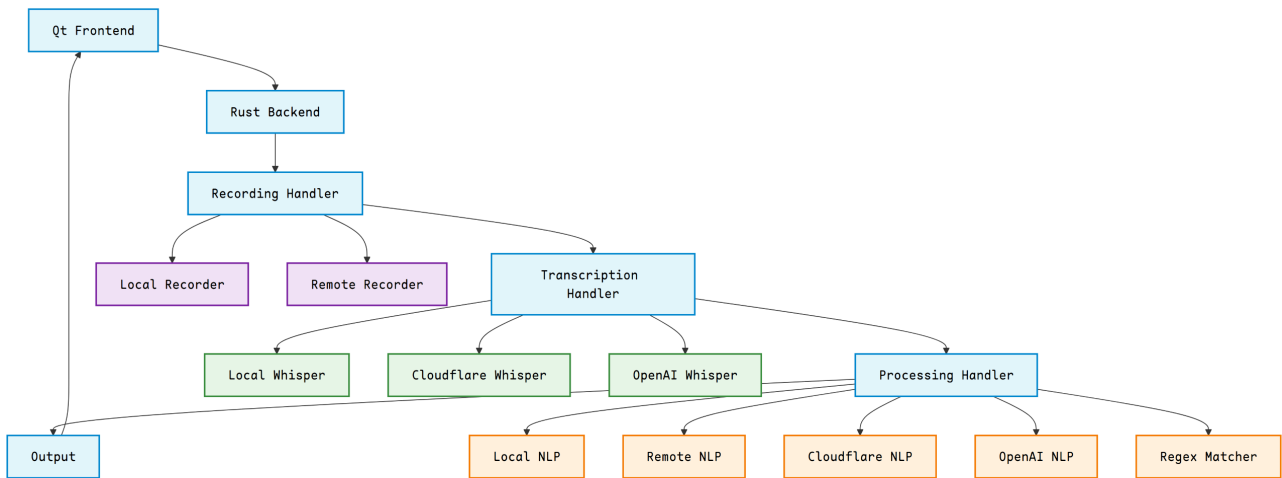 Qt Frontend
Rust Backend
Recording Handler
Local Recorder
Remote Recorder
Transcription
Handler
Local Whisper
Cloudflare Whisper
OpenAI Whisper
Processing Handler
Output
Local NLP
Remote NLP
Cloudflare NLP
OpenAI NLP
Regex Matcher